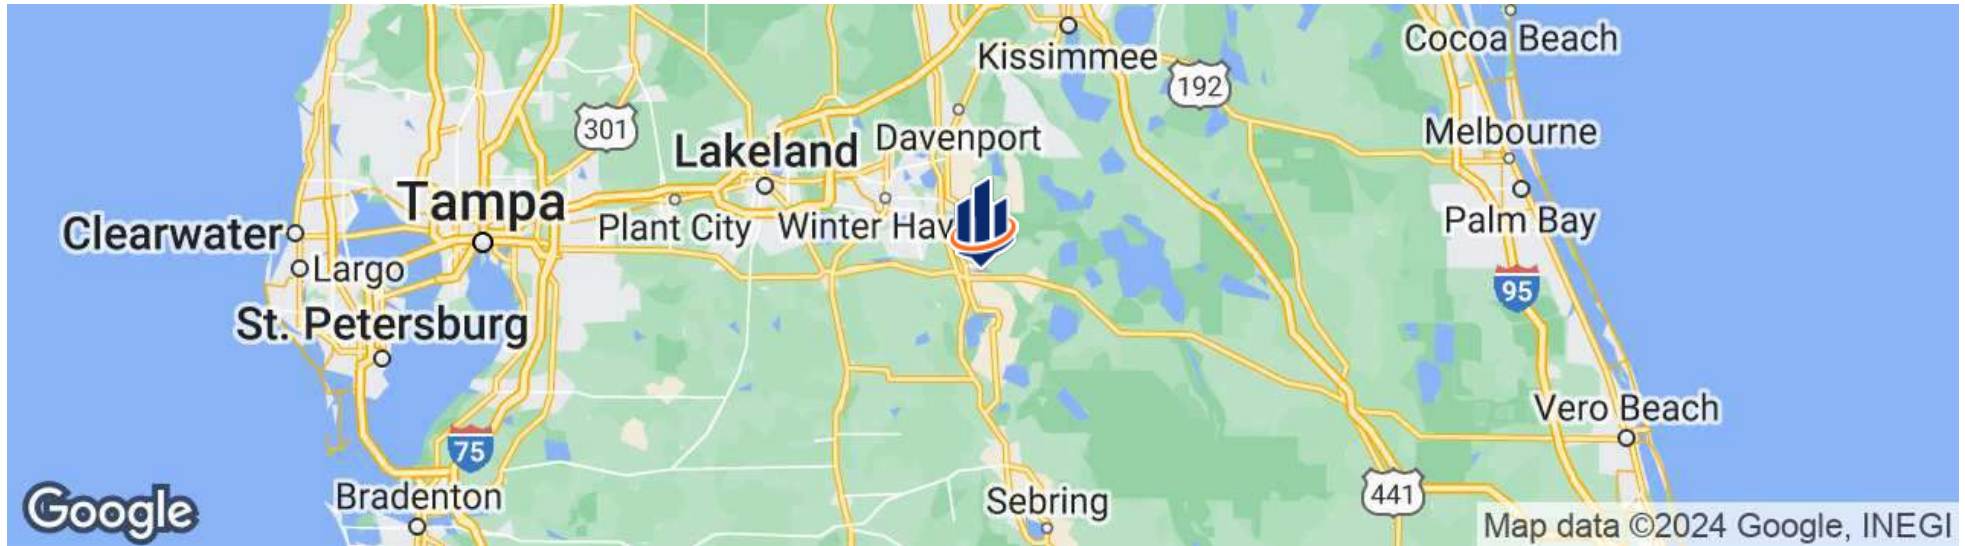 Cocoa Beach
Kissimmee
192
301
Melbourne
Davenport
Lakeland
Tampa
Palm Bay
Plant City
Winter Hav
Clearwater
Largo
95
St. Petersburg
Vero Beach
75
441
Bradenton
Sebring
Google
Map data ©2024 Google, INEGI